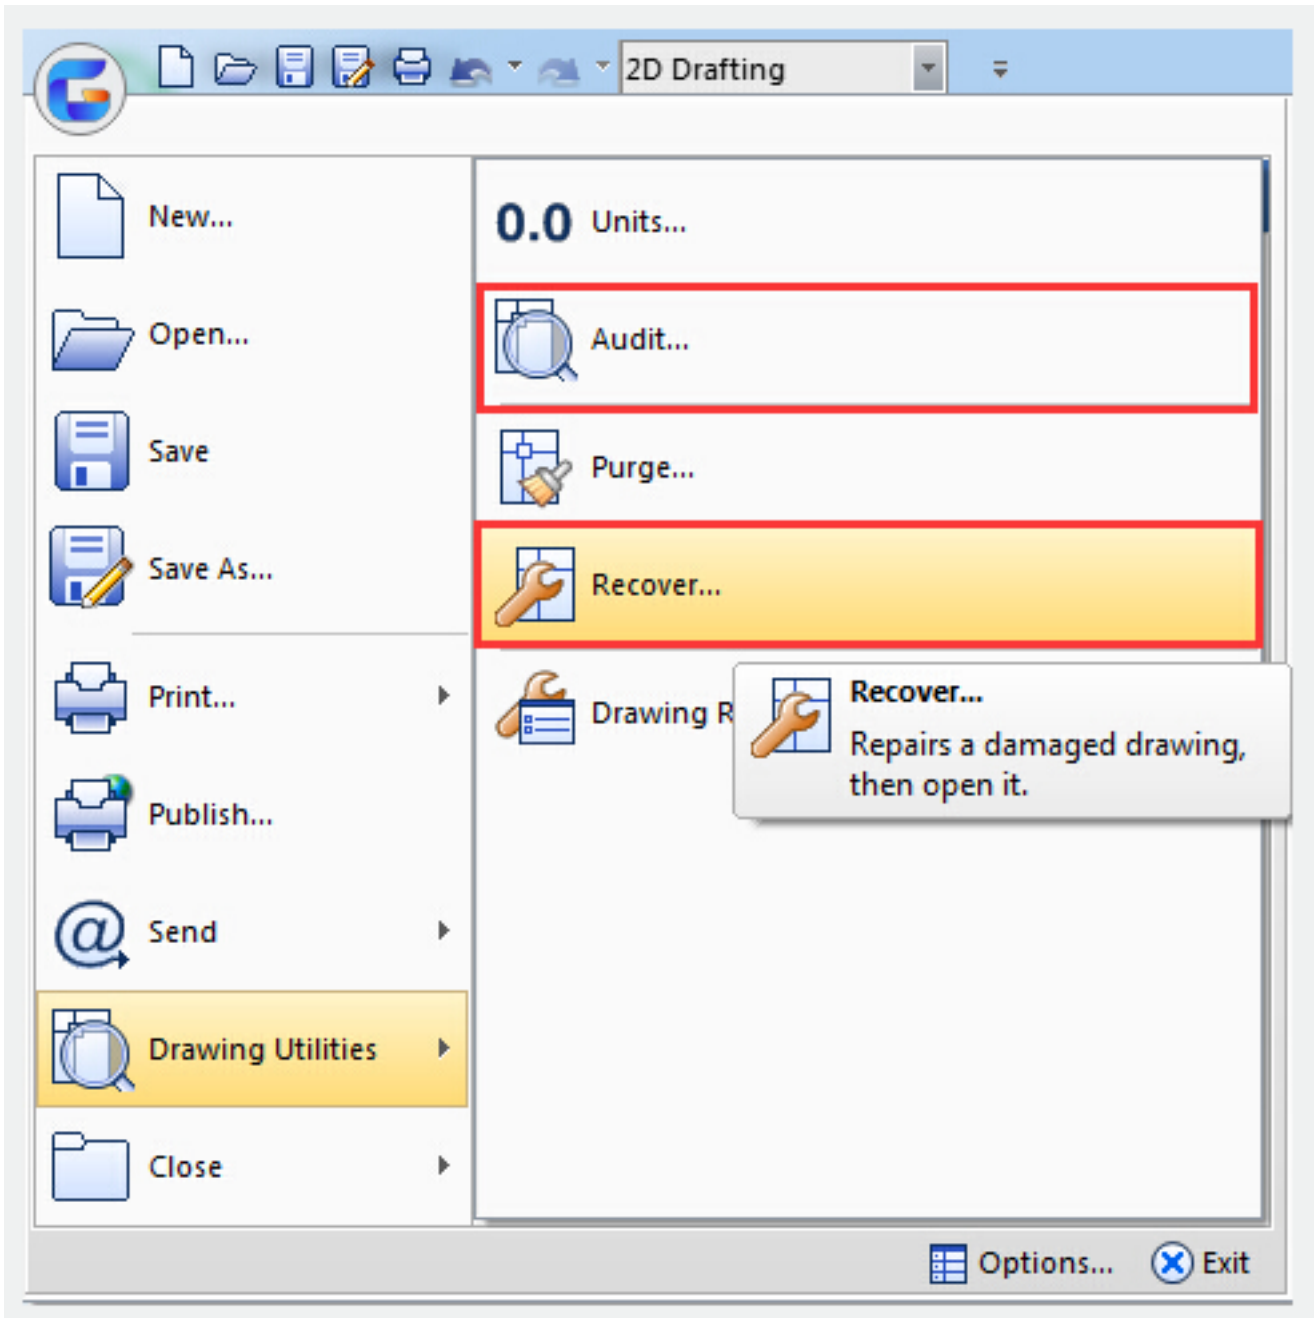 2D Drafting
New...
Open...
Save
Save As...
Print...
Publish...
Send
Drawing Utilities
Close
0.0 Units...
Audit...
Purge...
Recover...
Drawing R
Recover...
Repairs a damaged drawing,
then open it.
Options...
Exit